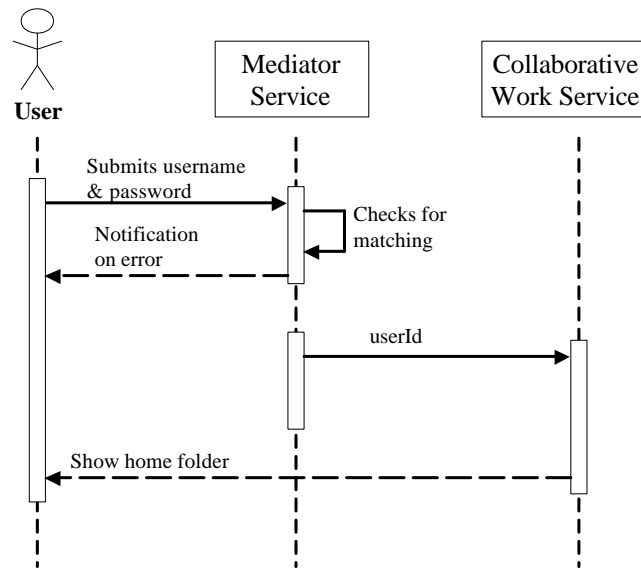 User
Mediator
Service
Collaborative
Work Service
Submits username
& password
Checks for
matching
Notification
on error
userId
Show home folder